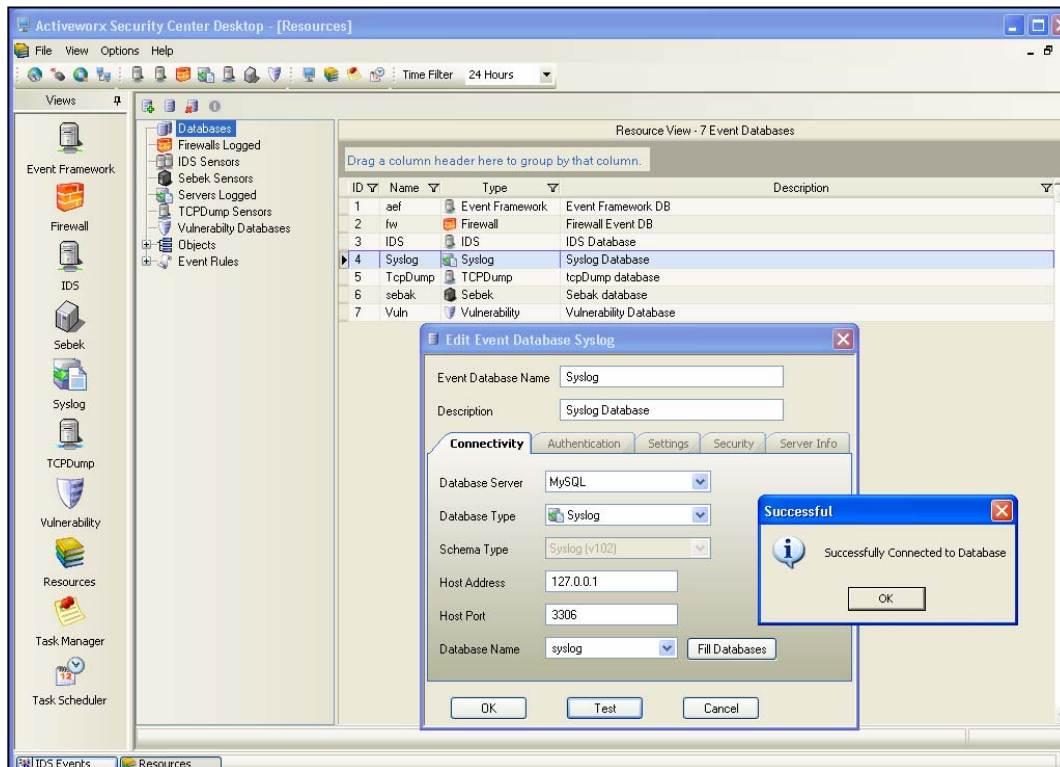 Activeworx Security Center Desktop - [Resources]
File View Options Help
Time Filter 24 Hours
Views
Event Framework
Firewall
IDS
Sebek
Syslog
TCPDump
Vulnerability
Resources
Task Manager
12
Task Scheduler
Databases
Firewalls Logged
IDS Sensors
Sebek Sensors
Servers Logged
TCPDump Sensors
Vulnerabilty Databases
Objects
Event Rules
Resource View - 7 Event Databases
Drag a column header here to group by that column.
ID Name Type Description
1 aef Event Framework Event Framework DB
2 fw Firewall Firewall Event DB
3 IDS IDS IDS Database
4 Syslog Syslog Syslog Database
5 TcpDump TCPDump tcpDump database
6 sebak Sebek Sebak database
7 Vuln Vulnerability Vulnerability Database
Edit Event Database Syslog
Event Database Name Syslog
Description Syslog Database
Connectivity Authentication Settings Security Server Info
Database Server MySQL
Database Type Syslog
Schema Type Syslog (v102)
Host Address 127.0.0.1
Host Port 3306
Database Name syslog Fill Databases
OK Test Cancel
Successful
Successfully Connected to Database
OK
IDS Events Resources